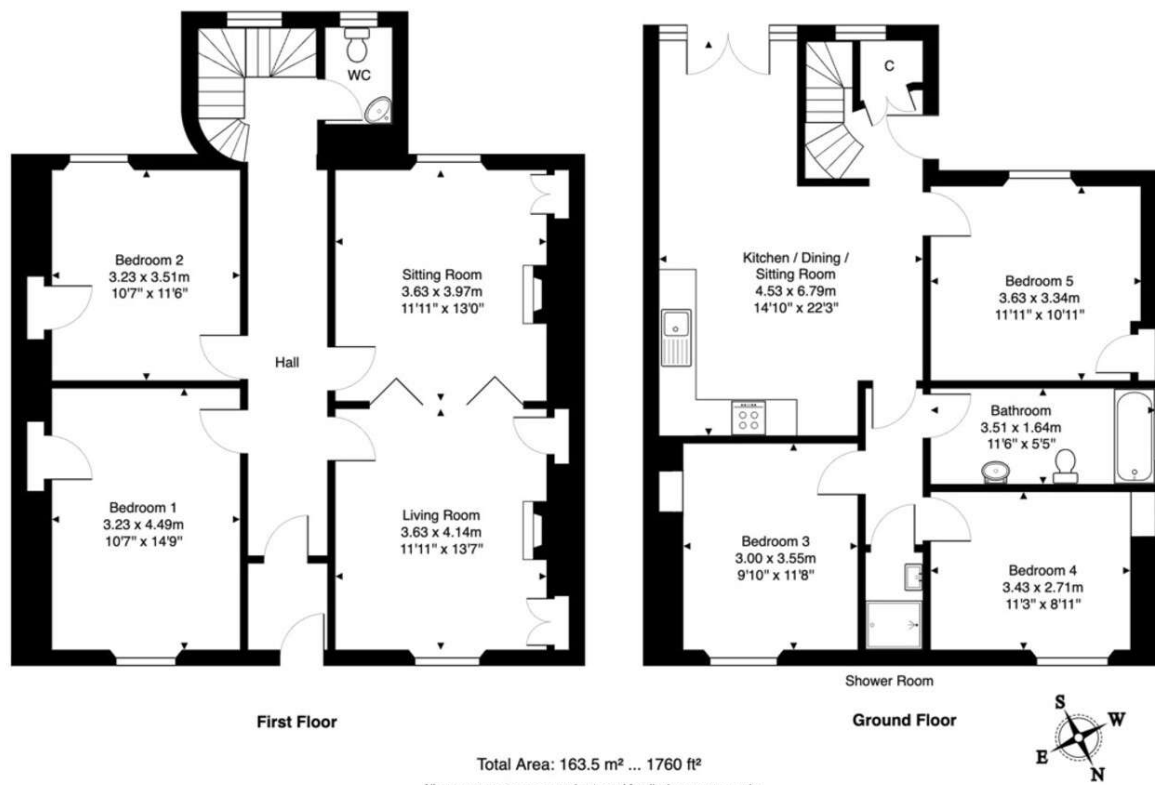 WC
Bedroom 2
3.23 x 3.51m
10'7" x 11'6"
Sitting Room
3.63 x 3.97m
11'11" x 13'0"
Hall
Bedroom 1
3.23 x 4.49m
10'7" x 14'9"
Living Room
3.63 x 4.14m
11'11" x 13'7"
First Floor
C
Kitchen / Dining /
Sitting Room
4.53 x 6.79m
14'10" x 22'3"
Bedroom 5
3.63 x 3.34m
11'11" x 10'11"
Bathroom
3.51 x 1.64m
11'6" x 5'5"
Bedroom 3
3.00 x 3.55m
9'10" x 11'8"
Bedroom 4
3.43 x 2.71m
11'3" x 8'11"
Shower Room
Ground Floor
S
W
E
N
Total Area: 163.5 m² ... 1760 ft²